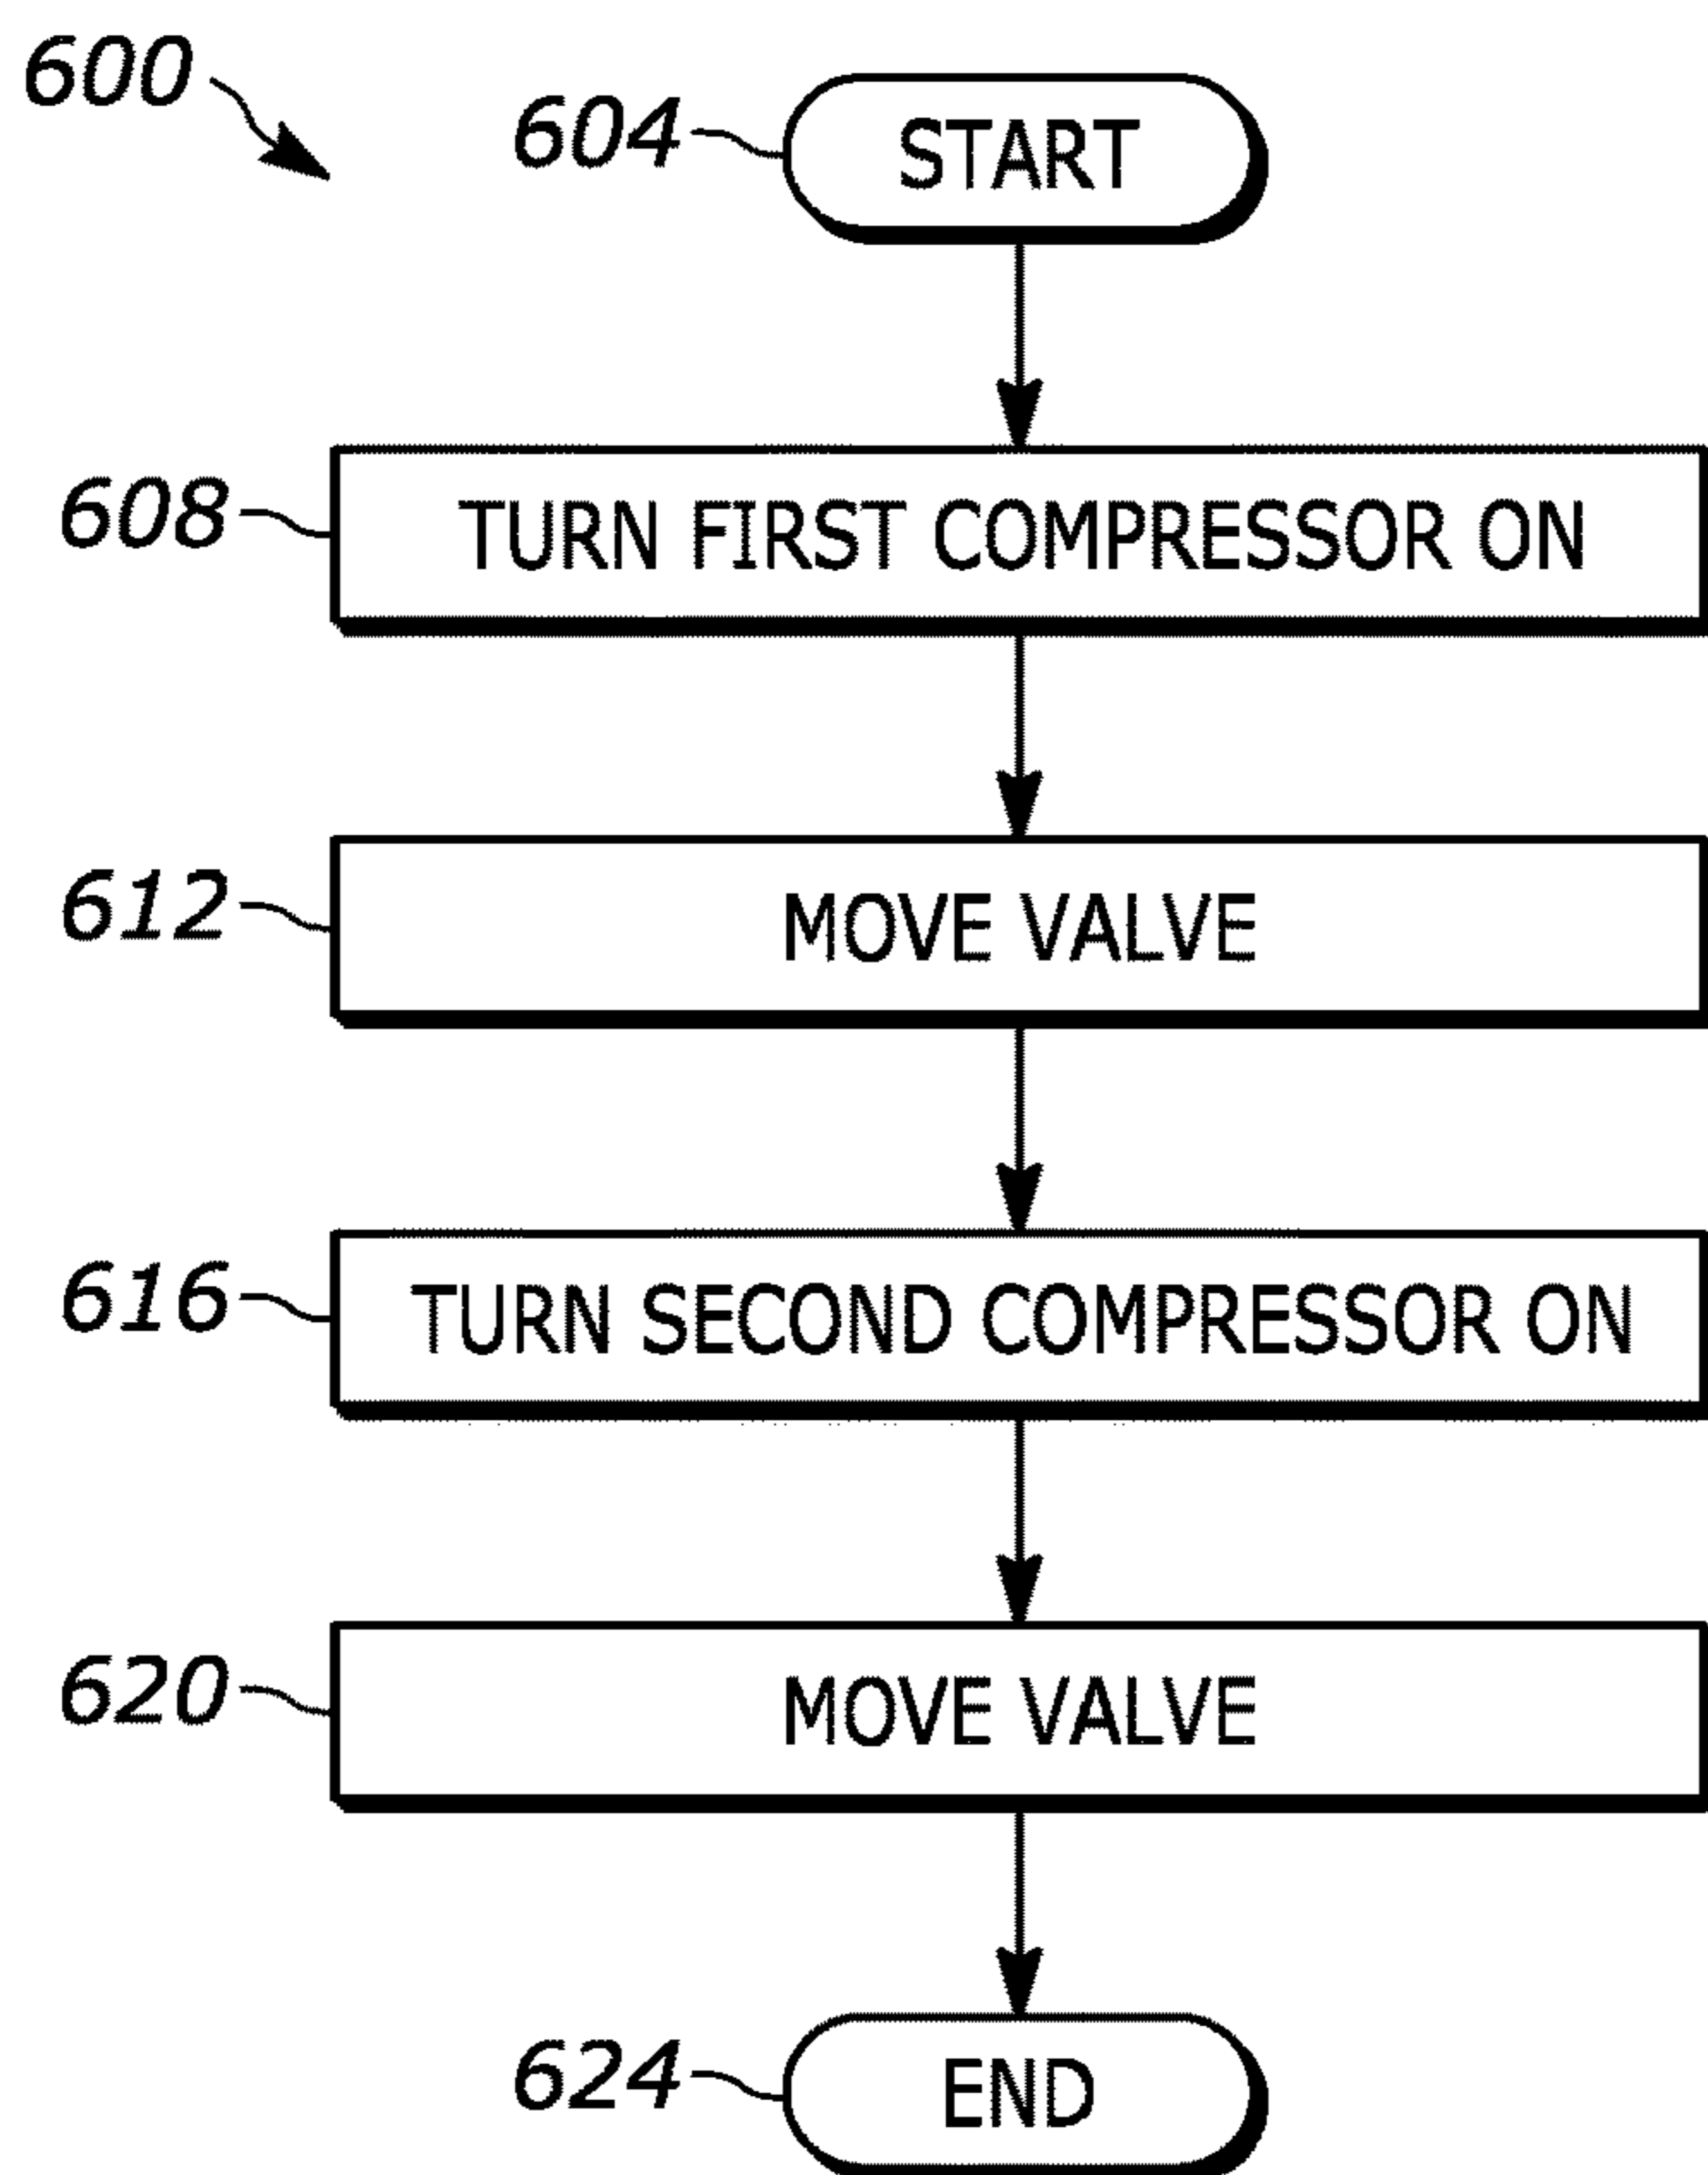 600
604 START
608 TURN FIRST COMPRESSOR ON
612 MOVE VALVE
616 TURN SECOND COMPRESSOR ON
620 MOVE VALVE
624 END